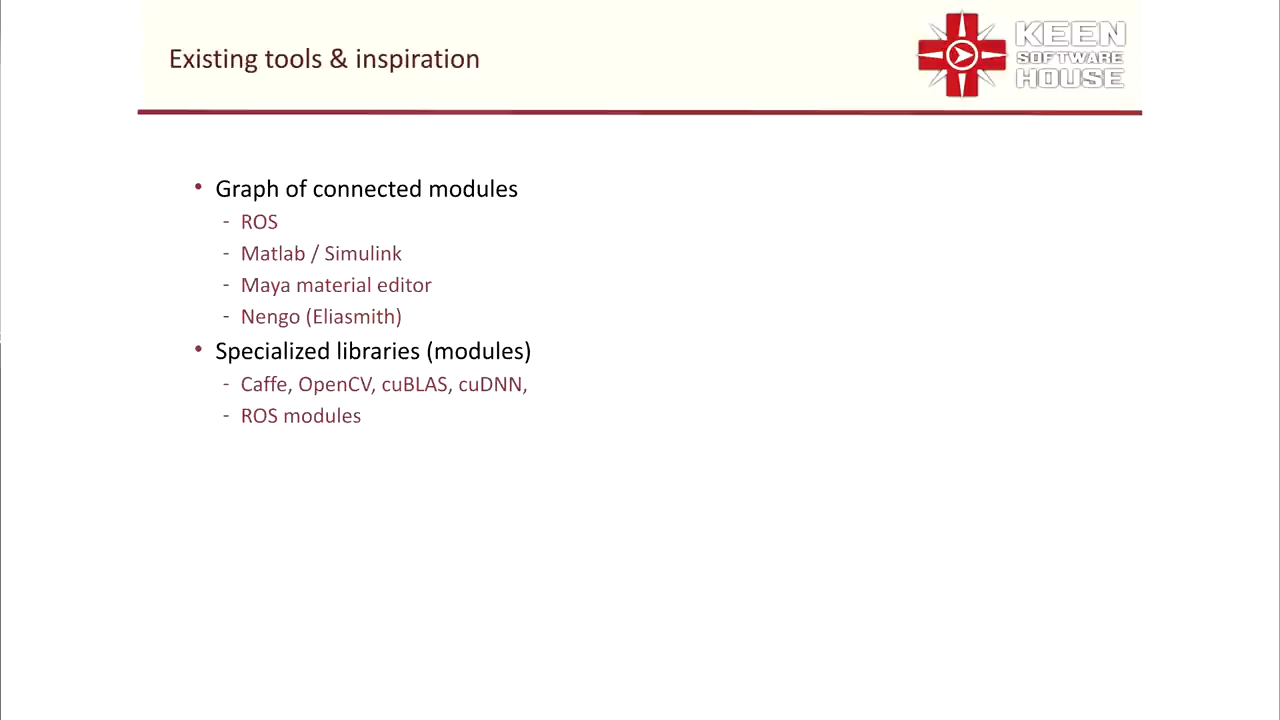 Existing tools & inspiration
KEEN
SOFTWARE
HOUSE
• Graph of connected modules
- ROS
- Matlab / Simulink
- Maya material editor
- Nengo (Eliasmith)
• Specialized libraries (modules)
- Caffe, OpenCV, cuBLAS, cuDNN,
- ROS modules